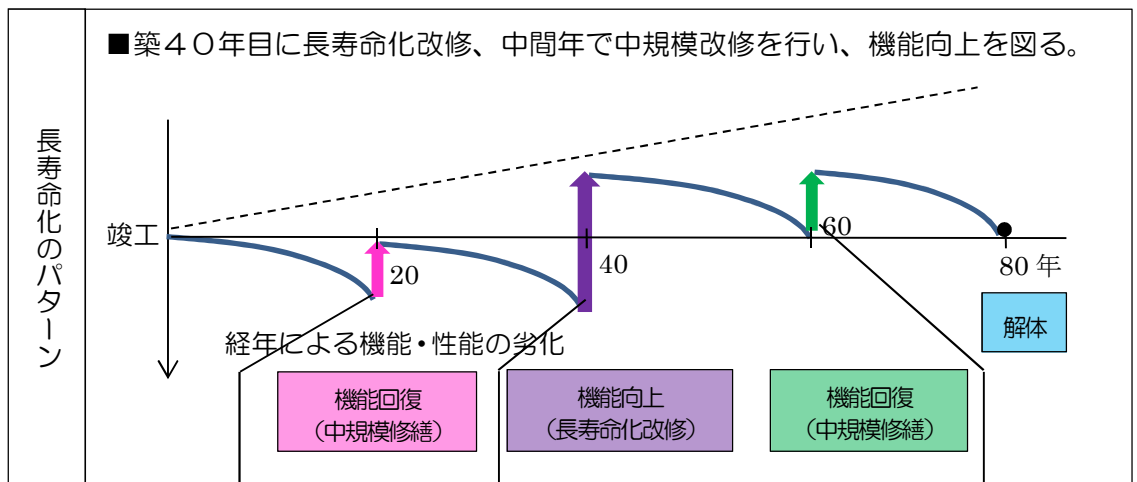 長寿命化のパターン
■築４０年目に長寿命化改修、中間年で中規模改修を行い、機能向上を図る。
竣工
20
40
60
80 年
経年による機能・性能の劣化
解体
機能回復
（中規模修繕）
機能向上
（長寿命化改修）
機能回復
（中規模修繕）